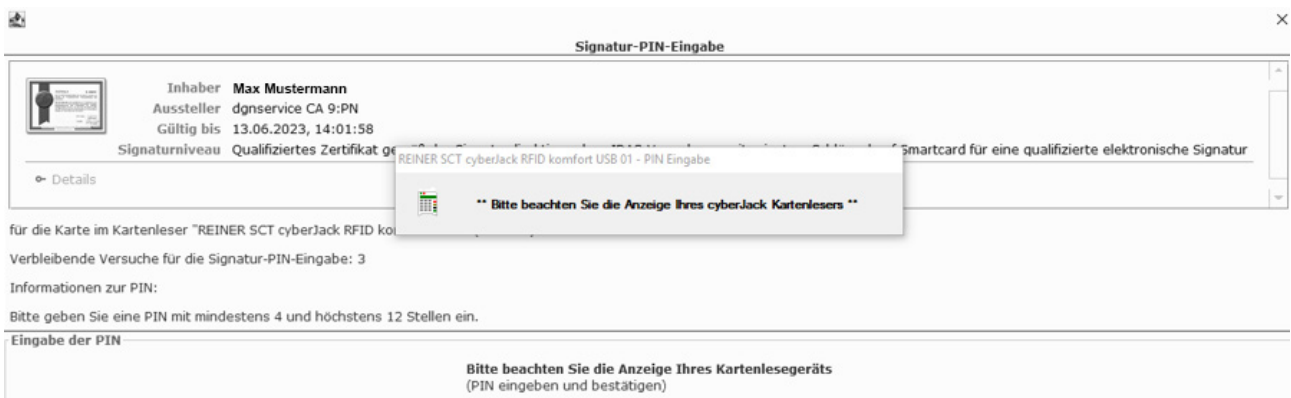 Signatur-PIN-Eingabe
Inhaber Max Mustermann
Aussteller dgnservice CA 9:PN
Gültig bis 13.06.2023, 14:01:58
Signaturniveau Qualifiziertes Zertifikat Smartcard für eine qualifizierte elektronische Signatur
Details
REINER SCT cyberJack RFID komfort USB 01 - PIN Eingabe
** Bitte beachten Sie die Anzeige Ihres cyberJack Kartenlesers **
für die Karte im Kartenleser "REINER SCT cyberJack RFID
Verbleibende Versuche für die Signatur-PIN-Eingabe: 3
Informationen zur PIN:
Bitte geben Sie eine PIN mit mindestens 4 und höchstens 12 Stellen ein.
Eingabe der PIN
Bitte beachten Sie die Anzeige Ihres Kartenlesegeräts
(PIN eingeben und bestätigen)